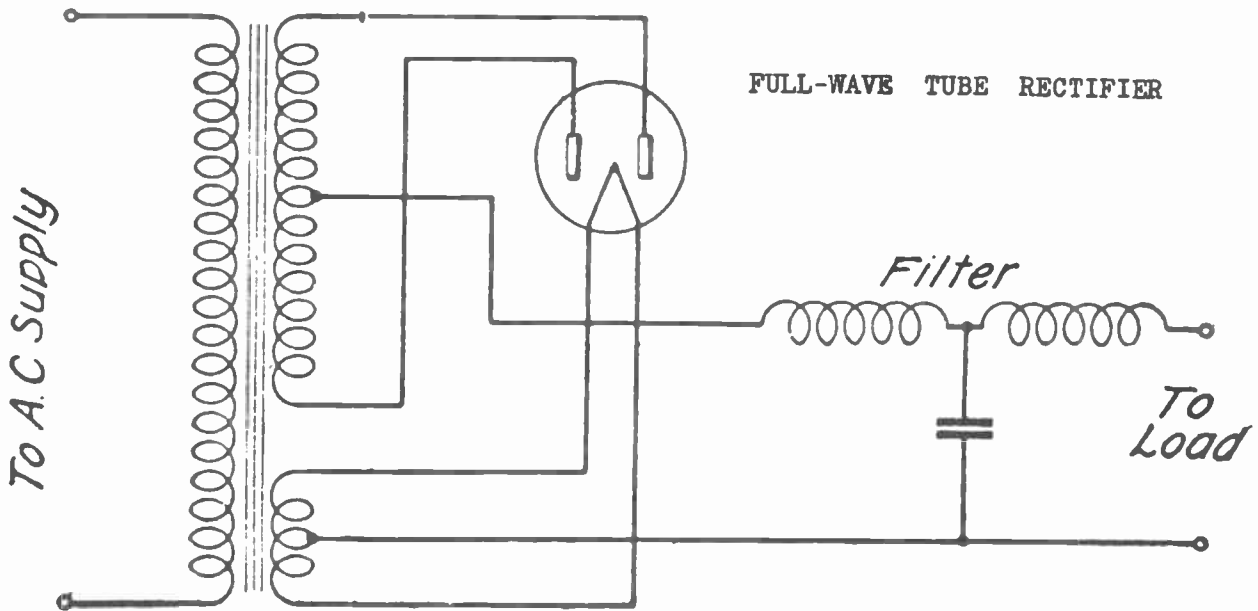 FULL-WAVE TUBE RECTIFIER
To A.C Supply
Filter
To
Load